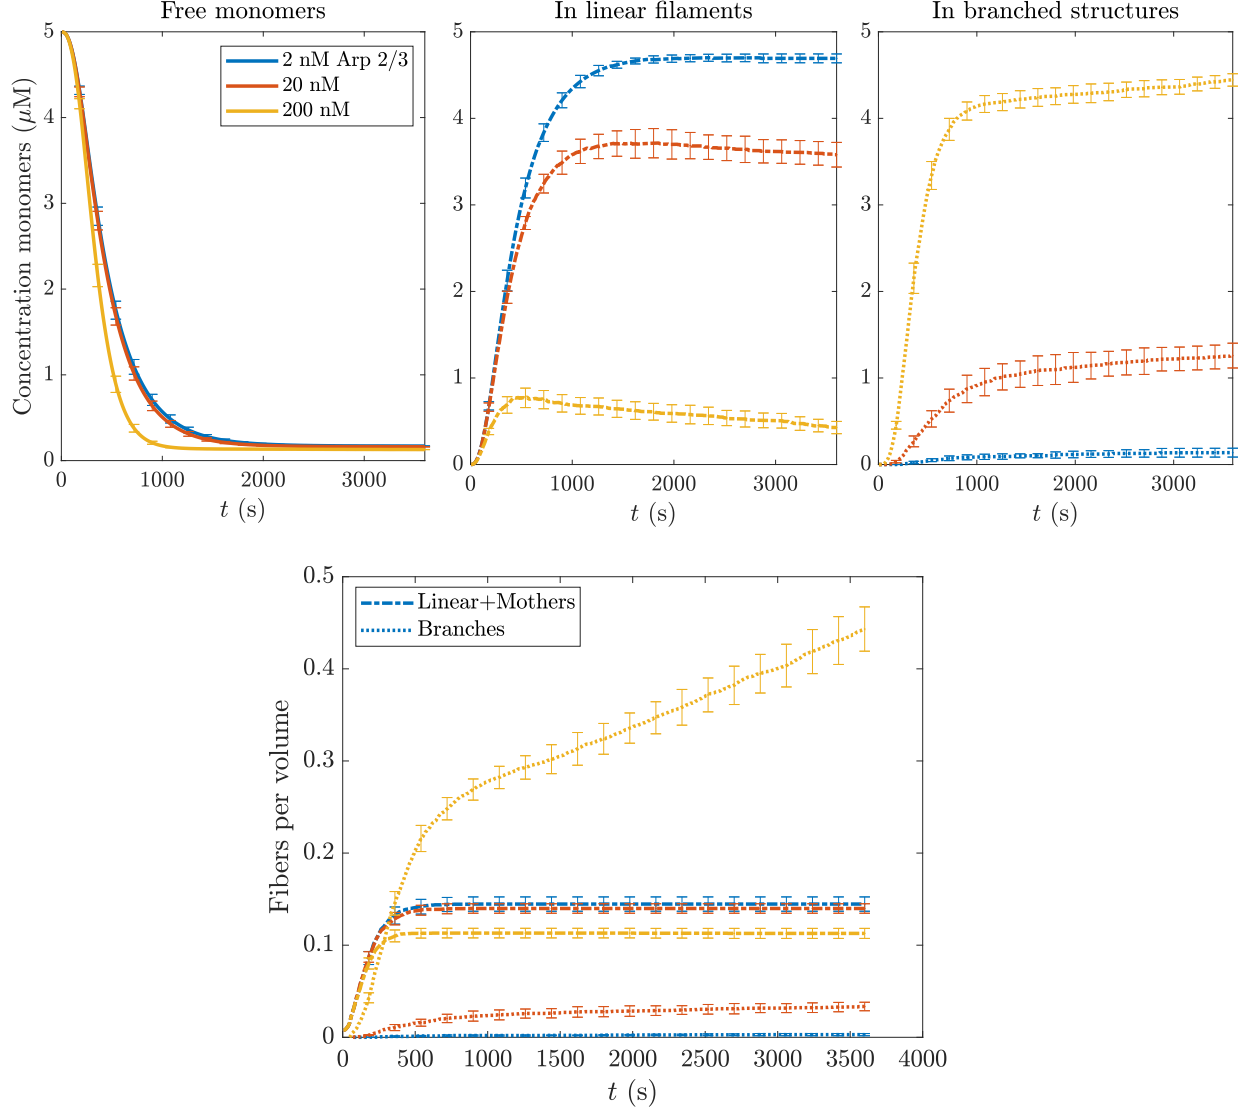 Free monomers
In linear filaments
In branched structures
Concentration monomers (μM)
5
4
3
2
1
0
2 nM Arp 2/3
20 nM
200 nM
0 1000 2000 3000
t (s)
5
4
3
2
1
0
0 1000 2000 3000
t (s)
5
4
3
2
1
0
0 1000 2000 3000
t (s)
Fibers per volume
0.5
0.4
0.3
0.2
0.1
0
Linear+Mothers
Branches
0 500 1000 1500 2000 2500 3000 3500 4000
t (s)